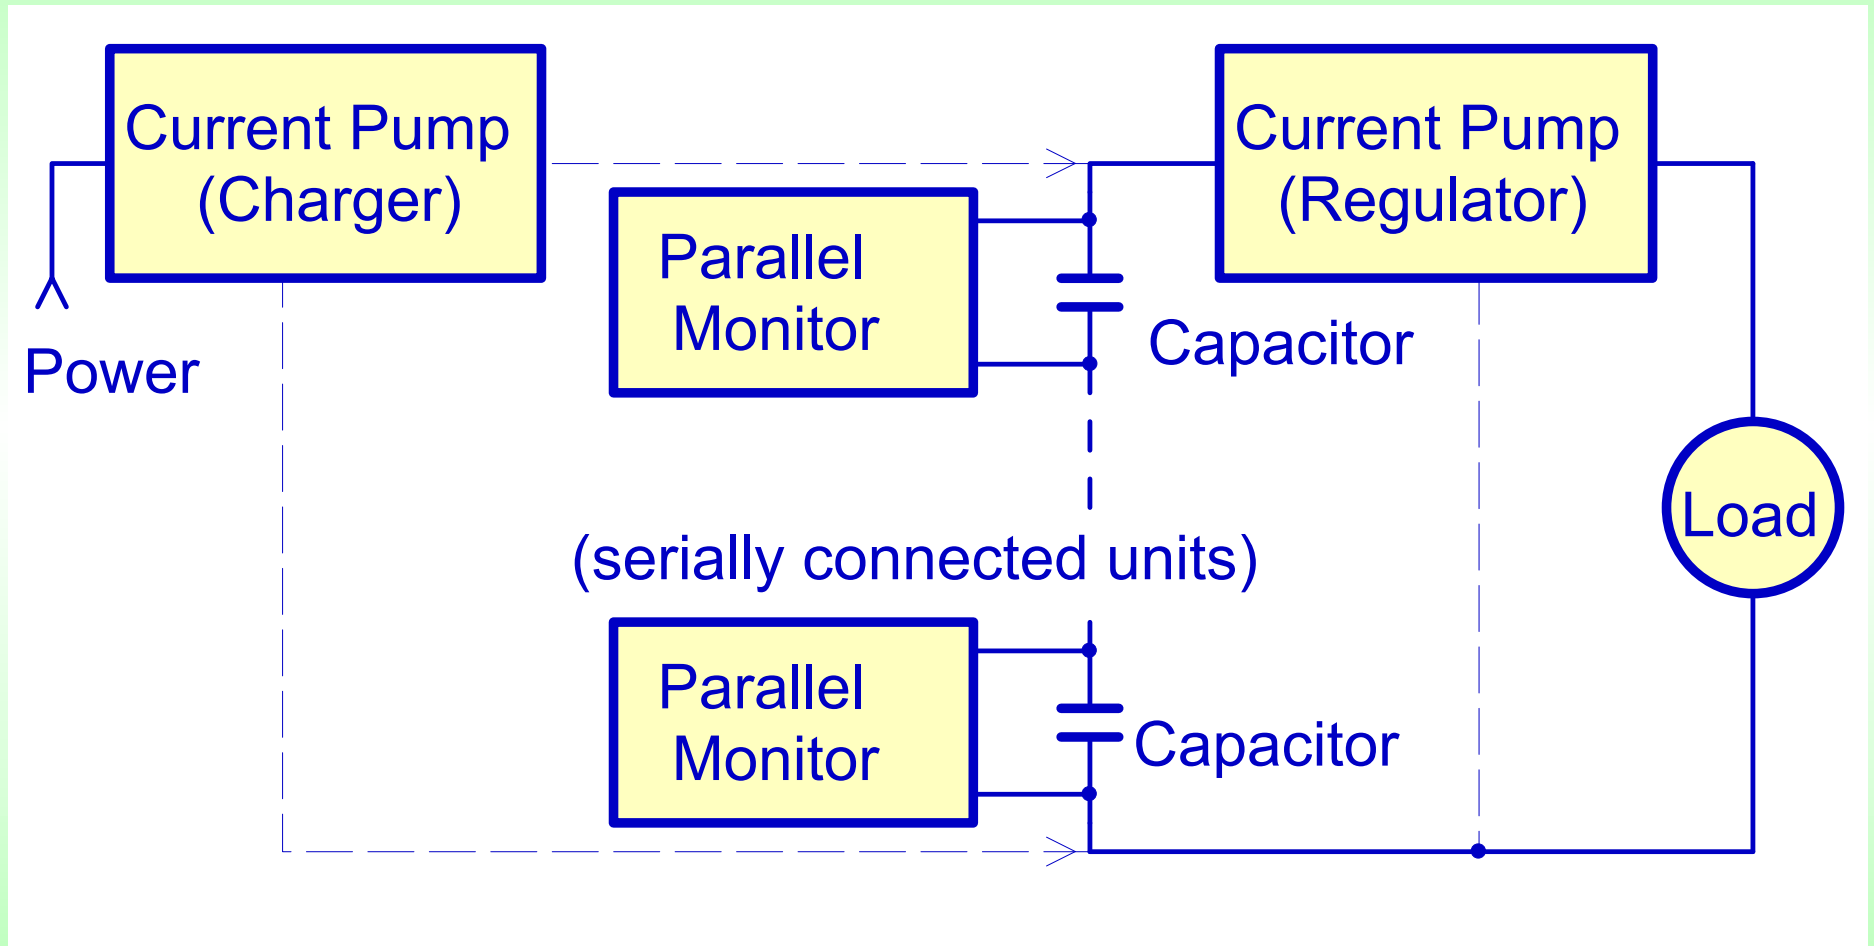 Current Pump
(Charger)
Current Pump
(Regulator)
Parallel
Monitor
Capacitor
Power
Load
(serially connected units)
Parallel
Monitor
Capacitor